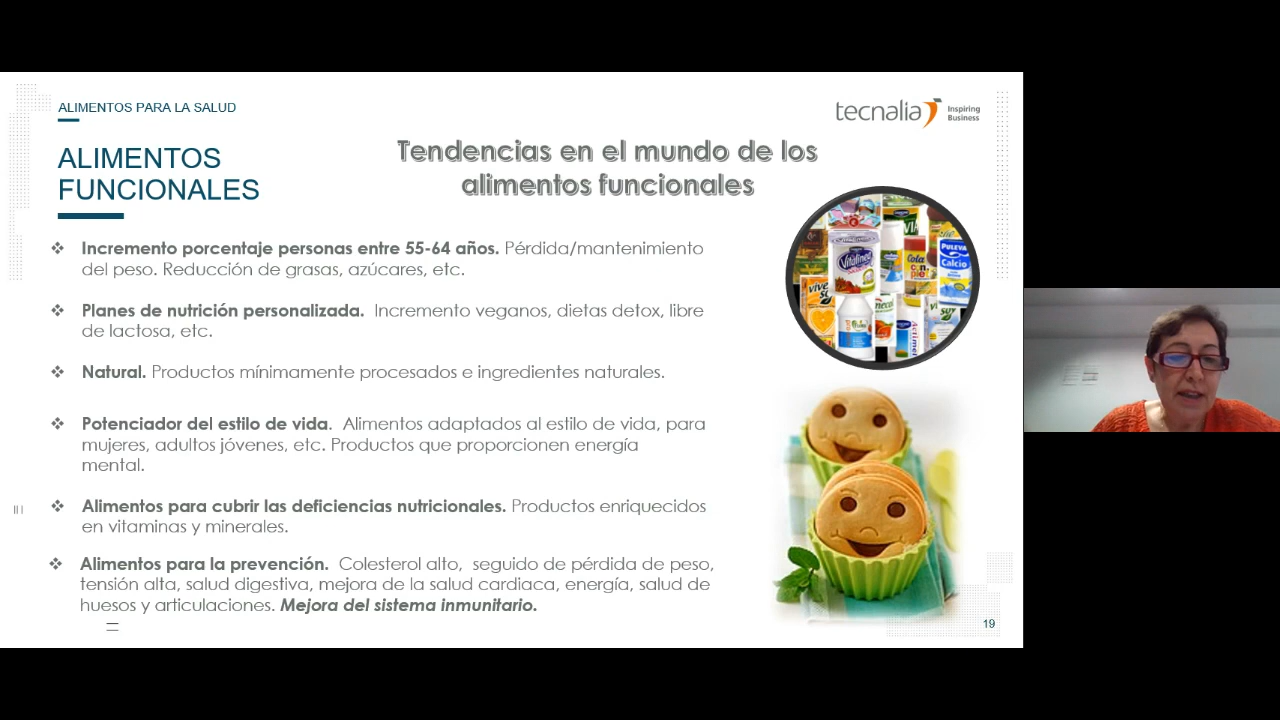 ALIMENTOS PARA LA SALUD
tecnalia
Inspiring
Business
ALIMENTOS
FUNCIONALES
Tendencias en el mundo de los
alimentos funcionales
❖ Incremento porcentaje personas entre 55-64 años. Pérdida/mantenimiento
del peso. Reducción de grasas, azúcares, etc.
❖ Planes de nutrición personalizada. Incremento veganos, dietas detox, libre
de lactosa, etc.
❖ Natural. Productos mínimamente procesados e ingredientes naturales.
❖ Potenciador del estilo de vida. Alimentos adaptados al estilo de vida, para
mujeres, adultos jóvenes, etc. Productos que proporcionen energía
mental.
❖ Alimentos para cubrir las deficiencias nutricionales. Productos enriquecidos
en vitaminas y minerales.
❖ Alimentos para la prevención. Colesterol alto, seguido de pérdida de peso,
tensión alta, salud digestiva, mejora de la salud cardiaca, energía, salud de
huesos y articulaciones. Mejora del sistema inmunitario.
Vitalinea
PULEVA
Calcio
19